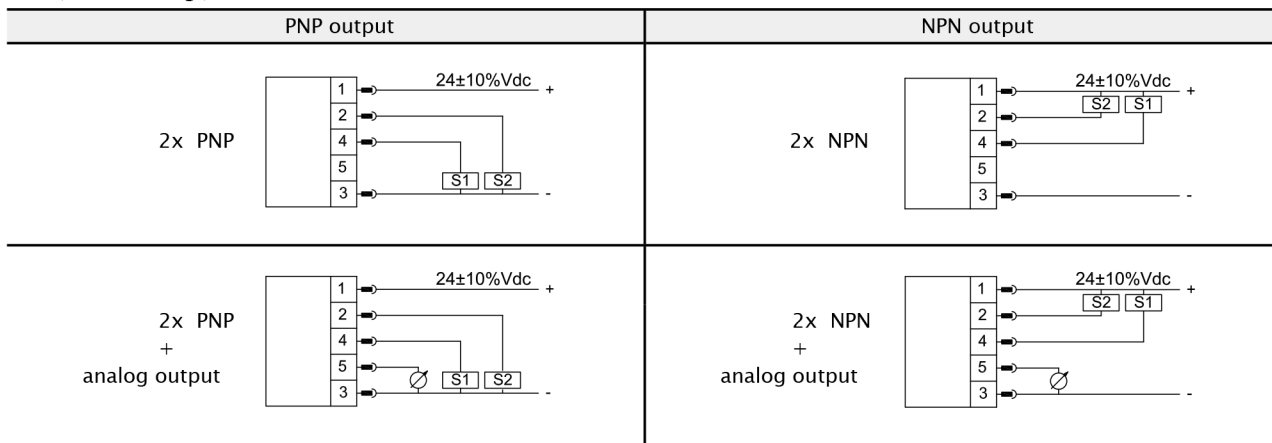 PNP output
NPN output
2x PNP
1
2
4
5
3
24±10%Vdc +
S1 S2
-
2x NPN
1
2
4
5
3
24±10%Vdc +
S2 S1
-
2x PNP
+
analog output
1
2
4
5
3
24±10%Vdc +
S1 S2
-
2x NPN
+
analog output
1
2
4
5
3
24±10%Vdc +
S2 S1
-